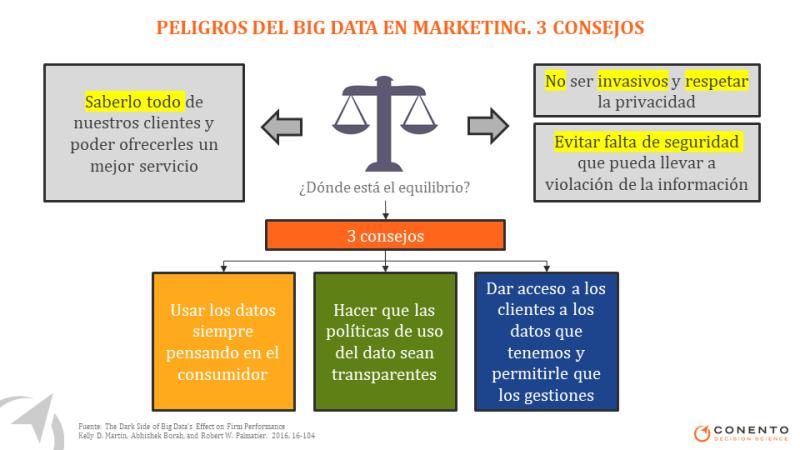 PELIGROS DEL BIG DATA EN MARKETING. 3 CONSEJOS
Saberlo todo de
nuestros clientes y
poder ofrecerles un
mejor servicio
No ser invasivos y respetar
la privacidad
Evitar falta de seguridad
que pueda llevar a
violación de la información
¿Dónde está el equilibrio?
3 consejos
Usar los datos
siempre
pensando en el
consumidor
Hacer que las
políticas de uso
del dato sean
transparentes
Dar acceso a los
clientes a los
datos que
tenemos y
permitirle que
los gestiones
Fuente: The Dark Side of Big Data's Effect on Firm Performance
Kelly D. Martin, Abhishek Borah, and Robert W. Palmatier. 2016, 16-104
CONENTO
DECISION SCIENCE